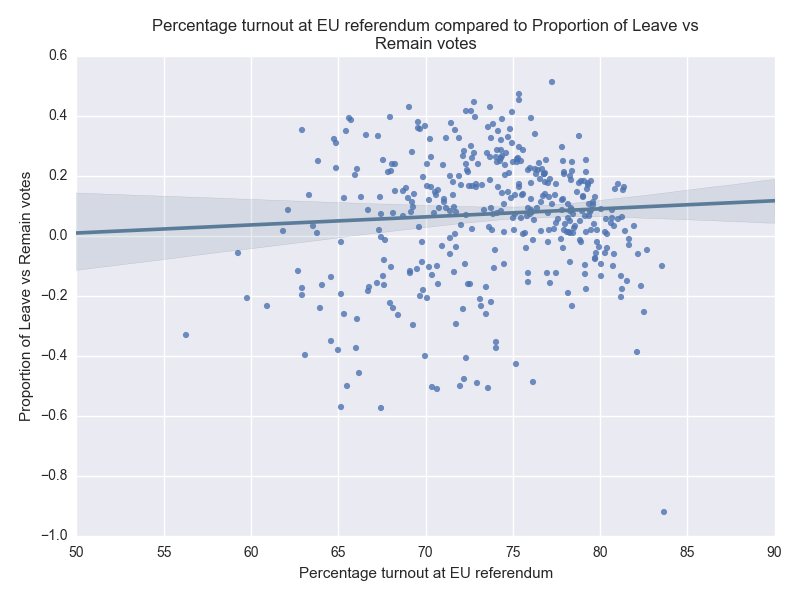 Percentage turnout at EU referendum compared to Proportion of Leave vs
Remain votes
Proportion of Leave vs Remain votes
0.6
0.4
0.2
0.0
−0.2
−0.4
−0.6
−0.8
−1.0
50 55 60 65 70 75 80 85 90
Percentage turnout at EU referendum